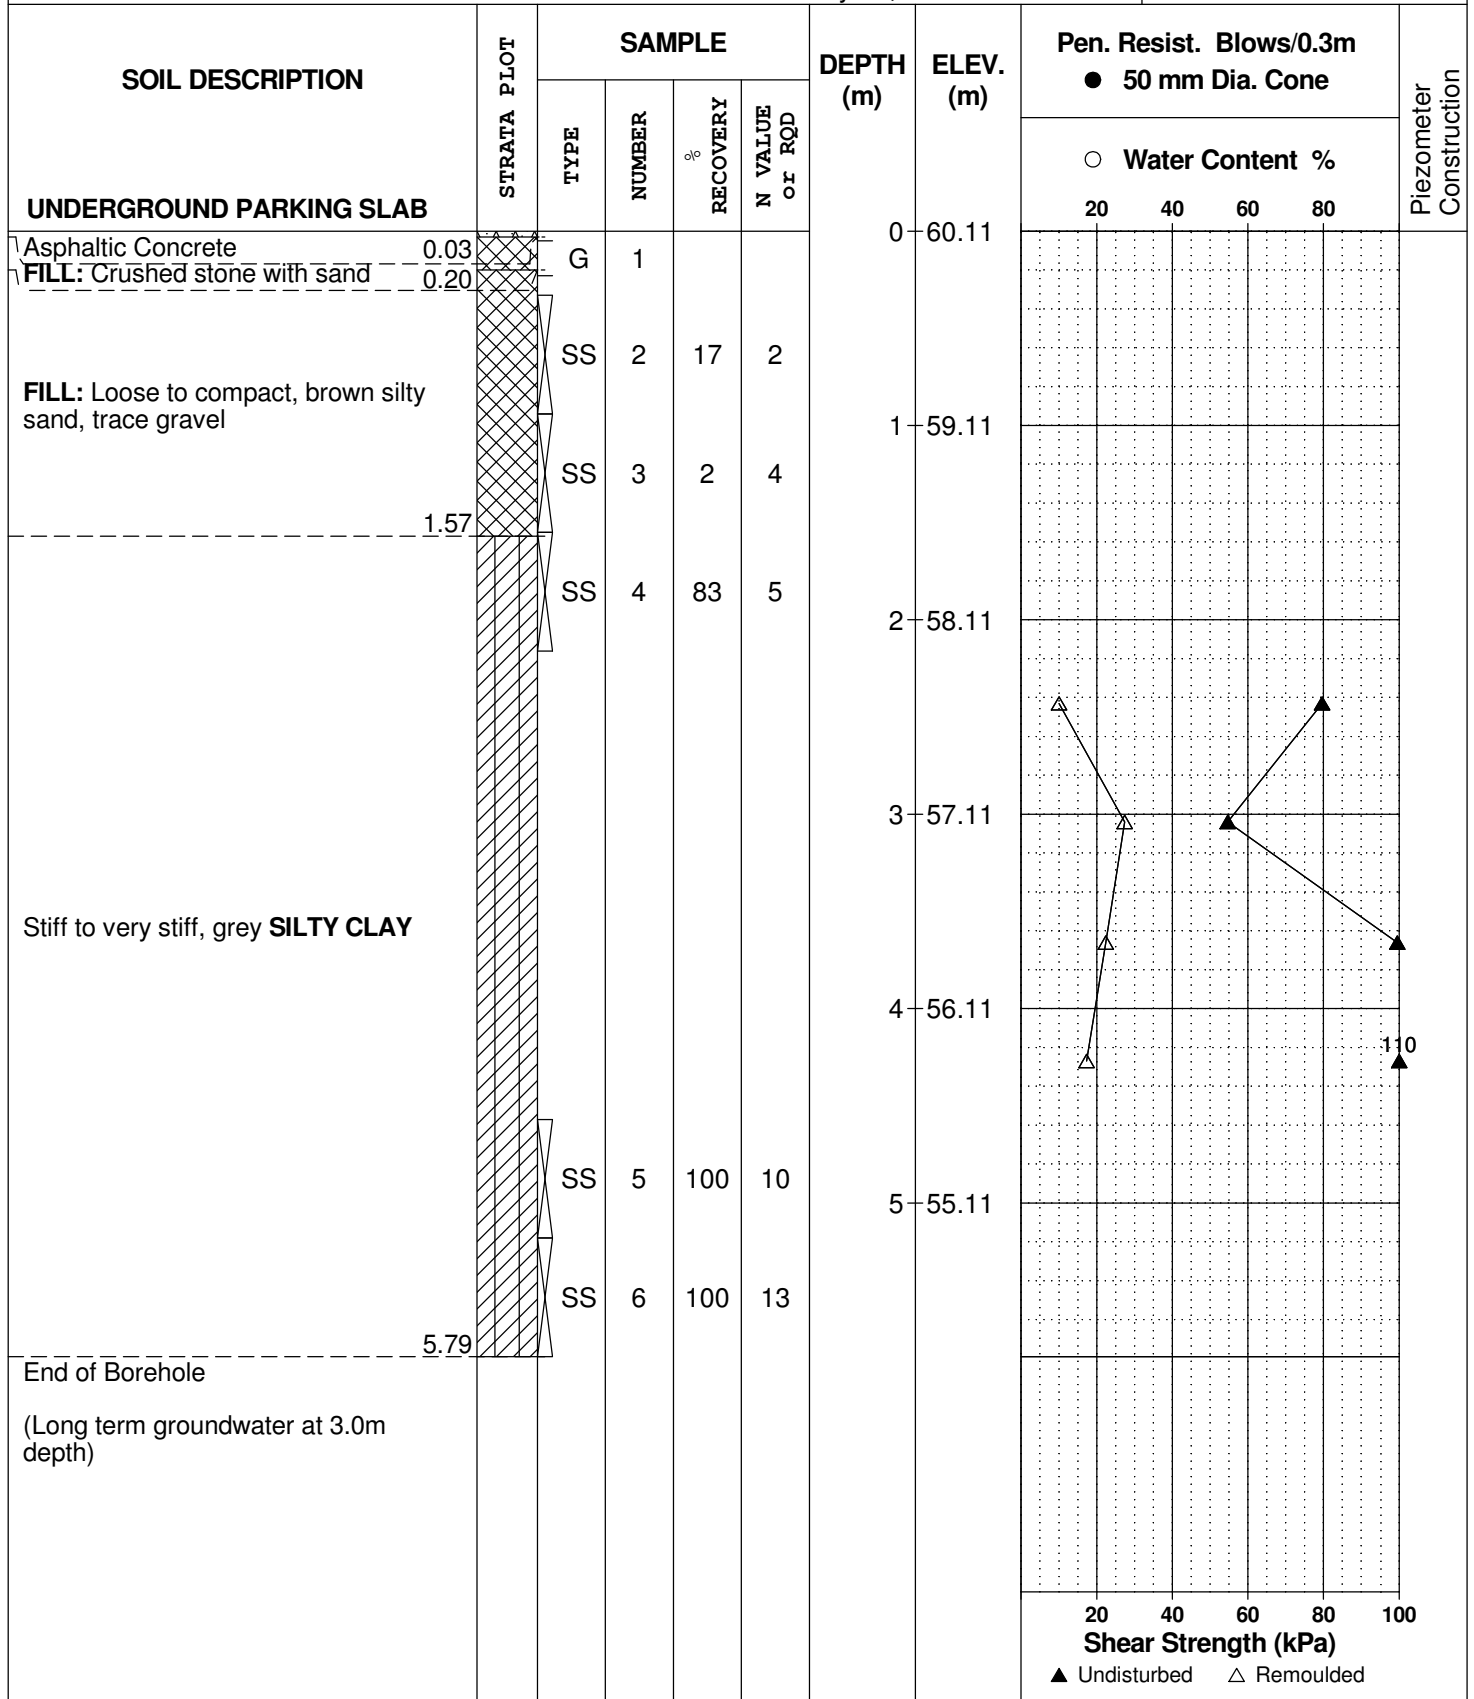 SOIL DESCRIPTION
UNDERGROUND PARKING SLAB
STRATA PLOT
SAMPLE
TYPE
NUMBER
% RECOVERY
N VALUE
or RQD
DEPTH
(m)
ELEV.
(m)
Pen. Resist. Blows/0.3m
● 50 mm Dia. Cone
○ Water Content %
20 40 60 80
Piezometer
Construction
0 60.11
Asphaltic Concrete 0.03
G 1
FILL: Crushed stone with sand 0.20
SS 2 17 2
FILL: Loose to compact, brown silty
sand, trace gravel
1 59.11
SS 3 2 4
1.57
SS 4 83 5
2 58.11
3 57.11
Stiff to very stiff, grey SILTY CLAY
4 56.11
110
SS 5 100 10
5 55.11
SS 6 100 13
5.79
End of Borehole
(Long term groundwater at 3.0m
depth)
20 40 60 80 100
Shear Strength (kPa)
▲ Undisturbed △ Remoulded